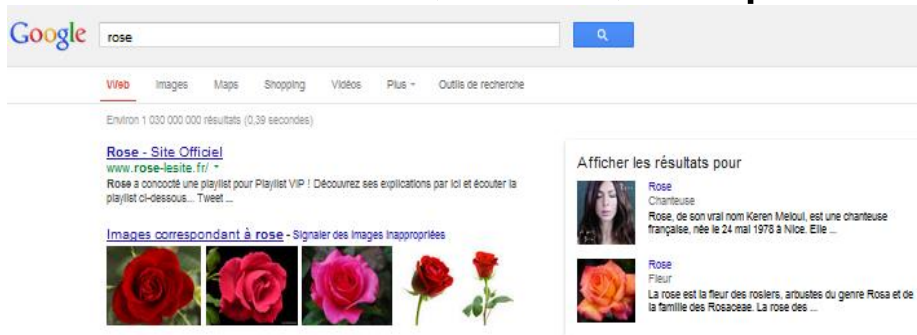 Google rose
Web Images Maps Shopping Vidéos Plus Outils de recherche
Environ 1 030 000 000 résultats (0,39 secondes)
Rose - Site Officiel
www.rose-lesite.fr/
Rose a concocté une playlist pour Playlist VIP ! Découvrez ses explications par ici et écouter la
playlist ci-dessous... Tweet ...
Images correspondant à rose - Signaler des images inappropriées
Afficher les résultats pour
Rose
Chanteuse
Rose, de son vrai nom Keren Meloul, est une chanteuse
française, née le 24 mai 1978 à Nice. Elle ...
Rose
Fleur
La rose est la fleur des rosiers, arbustes du genre Rosa et de
la famille des Rosaceae. La rose des ...